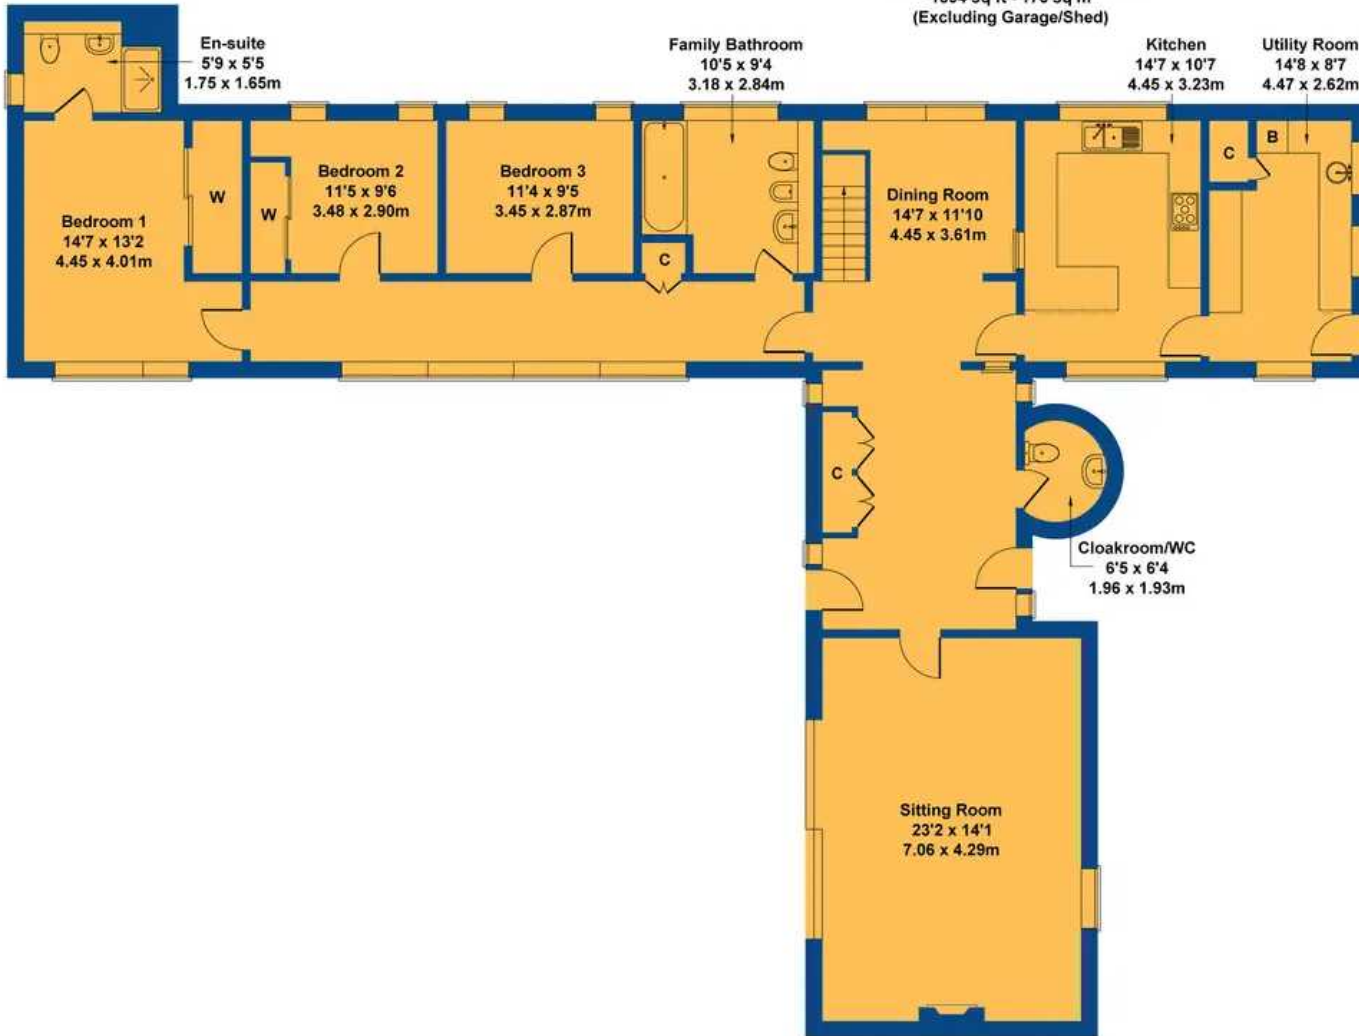 (Excluding Garage/Shed)
En-suite
5'9 x 5'5
1.75 x 1.65m
Family Bathroom
10'5 x 9'4
3.18 x 2.84m
Kitchen
14'7 x 10'7
4.45 x 3.23m
Utility Room
14'8 x 8'7
4.47 x 2.62m
Bedroom 1
14'7 x 13'2
4.45 x 4.01m
W
Bedroom 2
11'5 x 9'6
3.48 x 2.90m
W
Bedroom 3
11'4 x 9'5
3.45 x 2.87m
C
Dining Room
14'7 x 11'10
4.45 x 3.61m
C
B
C
Cloakroom/WC
6'5 x 6'4
1.96 x 1.93m
Sitting Room
23'2 x 14'1
7.06 x 4.29m